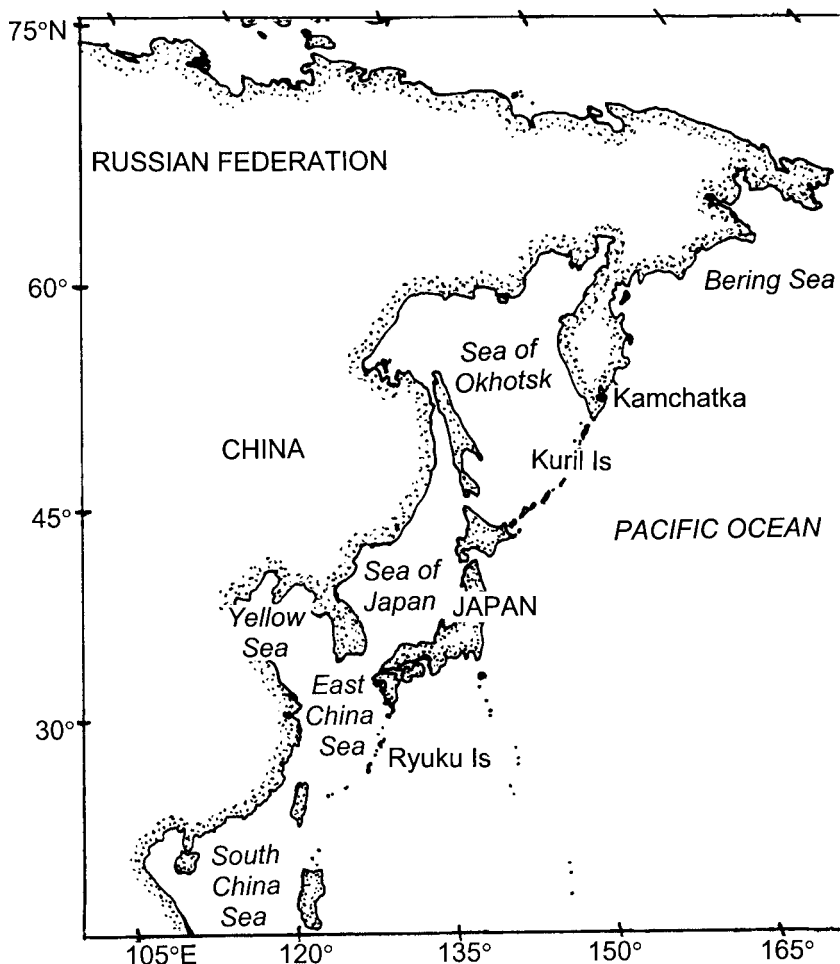 75°N
RUSSIAN FEDERATION
60°
Bering Sea
Sea of
Okhotsk
Kamchatka
CHINA
Kuril Is
45°
PACIFIC OCEAN
Sea of
Japan
JAPAN
Yellow
Sea
East
China
Sea
30°
Ryuku Is
South
China
Sea
105°E
120°
135°
150°
165°